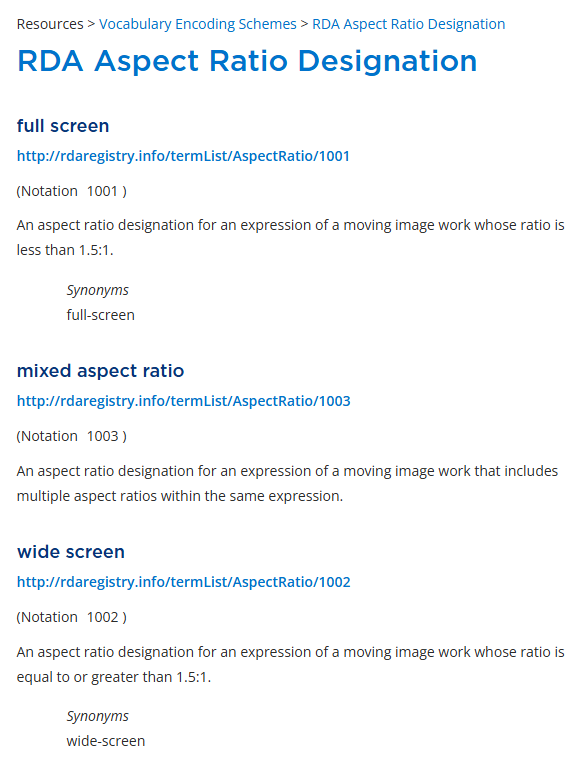 Resources > Vocabulary Encoding Schemes > RDA Aspect Ratio Designation
RDA Aspect Ratio Designation
full screen
http://rdaregistry.info/termList/AspectRatio/1001
(Notation 1001 )
An aspect ratio designation for an expression of a moving image work whose ratio is
less than 1.5:1.
Synonyms
full-screen
mixed aspect ratio
http://rdaregistry.info/termList/AspectRatio/1003
(Notation 1003 )
An aspect ratio designation for an expression of a moving image work that includes
multiple aspect ratios within the same expression.
wide screen
http://rdaregistry.info/termList/AspectRatio/1002
(Notation 1002 )
An aspect ratio designation for an expression of a moving image work whose ratio is
equal to or greater than 1.5:1.
Synonyms
wide-screen